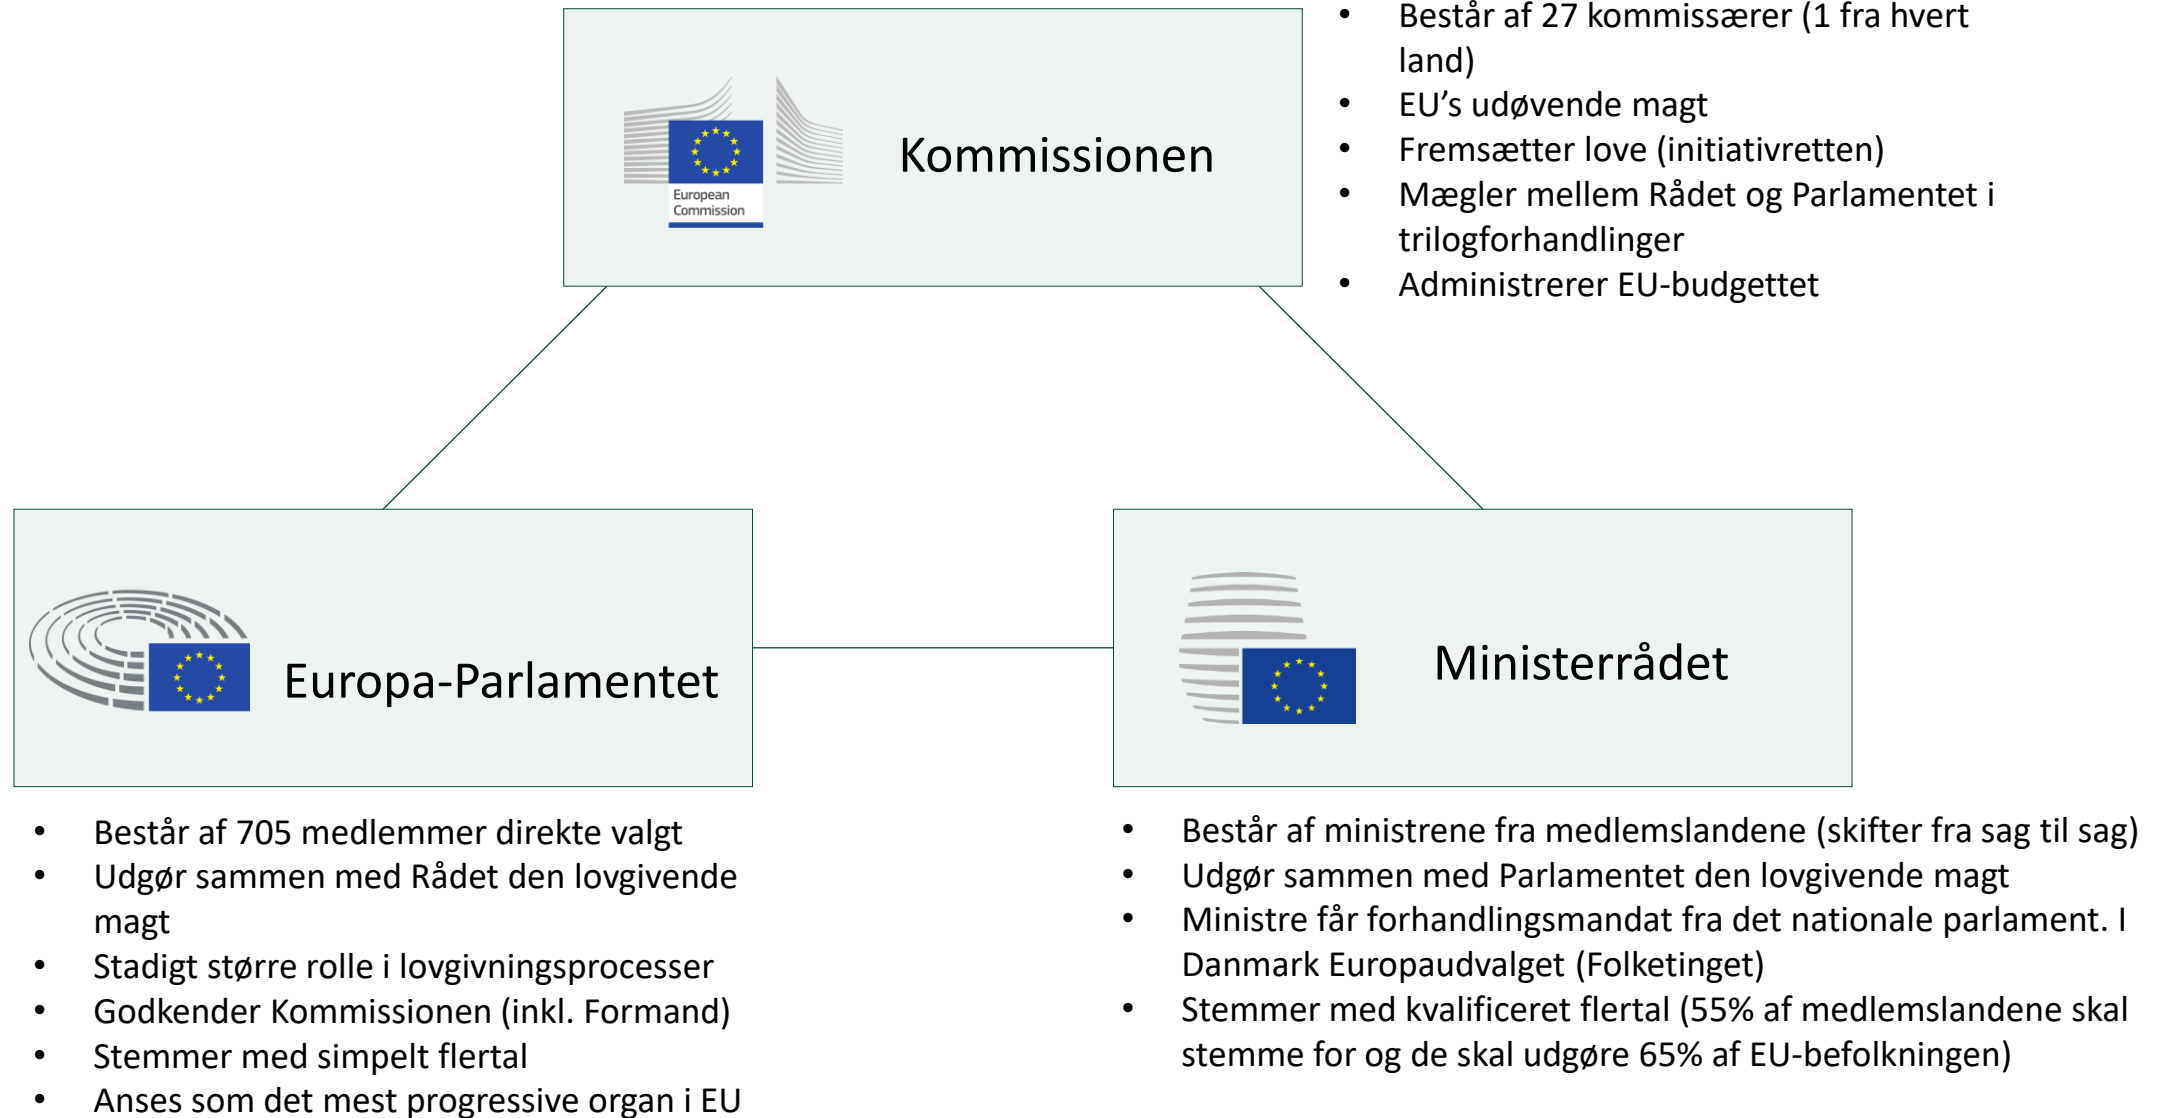 • Består af 27 kommissærer (1 fra hvert
land)
• EU’s udøvende magt
• Fremsætter love (initiativretten)
• Mægler mellem Rådet og Parlamentet i
trilogforhandlinger
• Administrerer EU-budgettet
European
Commission
Kommissionen
Europa-Parlamentet
Ministerrådet
• Består af 705 medlemmer direkte valgt
• Udgør sammen med Rådet den lovgivende
magt
• Stadigt større rolle i lovgivningsprocesser
• Godkender Kommissionen (inkl. Formand)
• Stemmer med simpelt flertal
• Anses som det mest progressive organ i EU
• Består af ministrene fra medlemslandene (skifter fra sag til sag)
• Udgør sammen med Parlamentet den lovgivende magt
• Ministre får forhandlingsmandat fra det nationale parlament. I
Danmark Europaudvalget (Folketinget)
• Stemmer med kvalificeret flertal (55% af medlemslandene skal
stemme for og de skal udgøre 65% af EU-befolkningen)